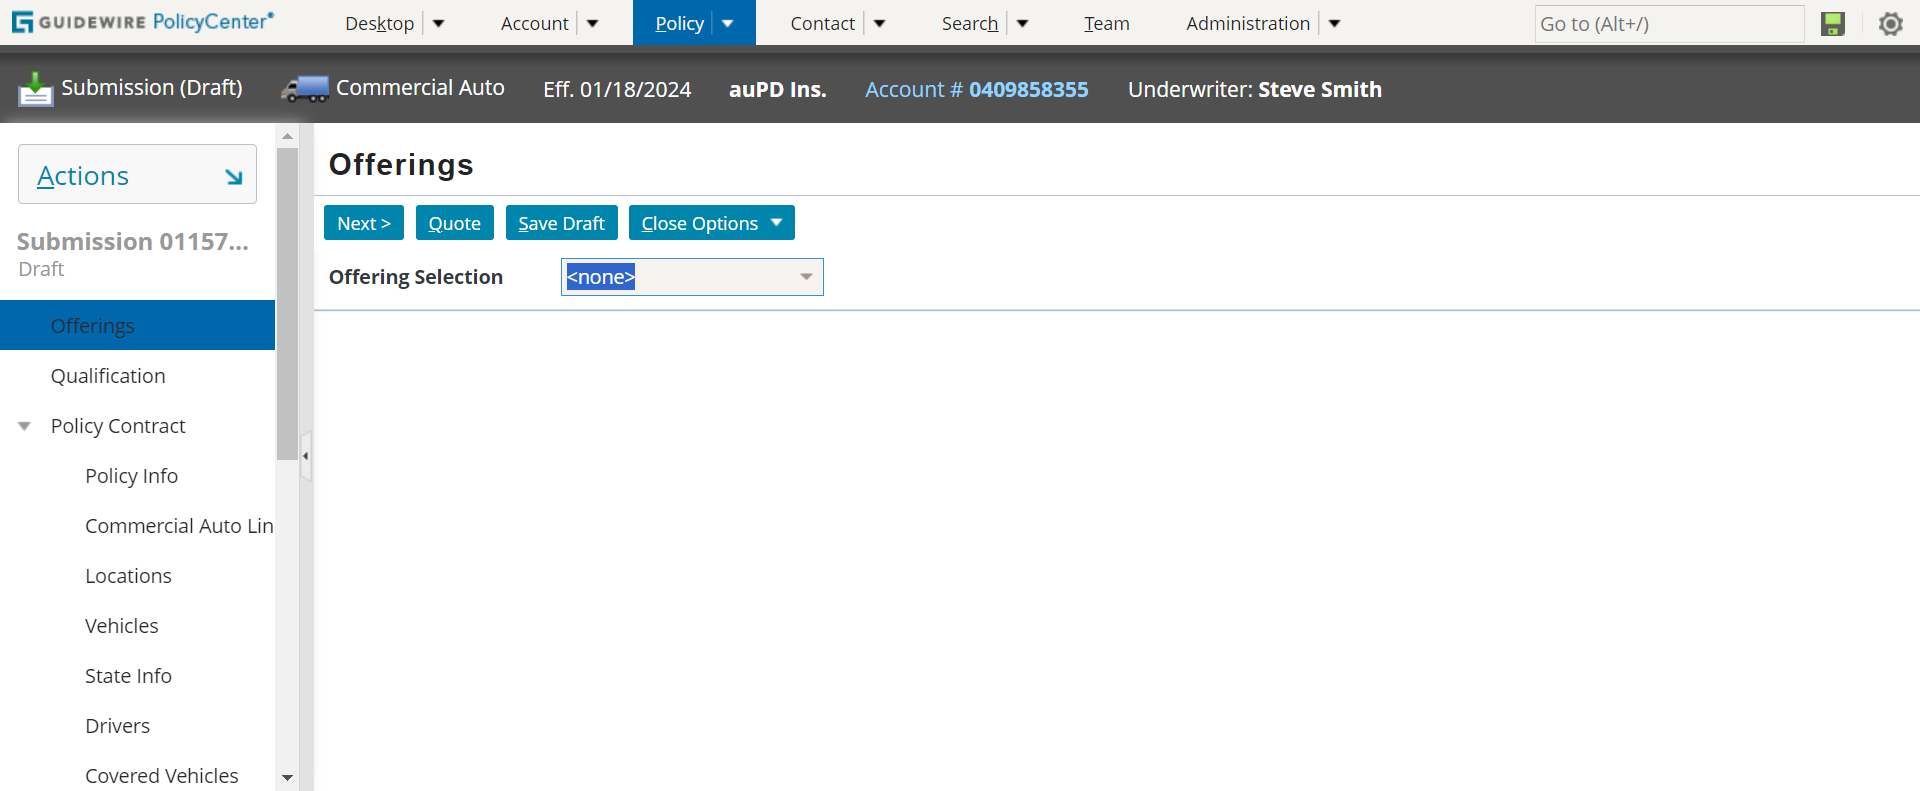 GUIDEWIRE PolicyCenter®
Desktop
Account
Policy
Contact
Search
Team
Administration
Go to (Alt+/)
Submission (Draft)
Commercial Auto
Eff. 01/18/2024
auPD Ins.
Account # 0409858355
Underwriter: Steve Smith
Actions
Submission 01157...
Draft
Offerings
Qualification
Policy Contract
Policy Info
Commercial Auto Lin
Locations
Vehicles
State Info
Drivers
Covered Vehicles
Offerings
Next >
Quote
Save Draft
Close Options
Offering Selection
<none>